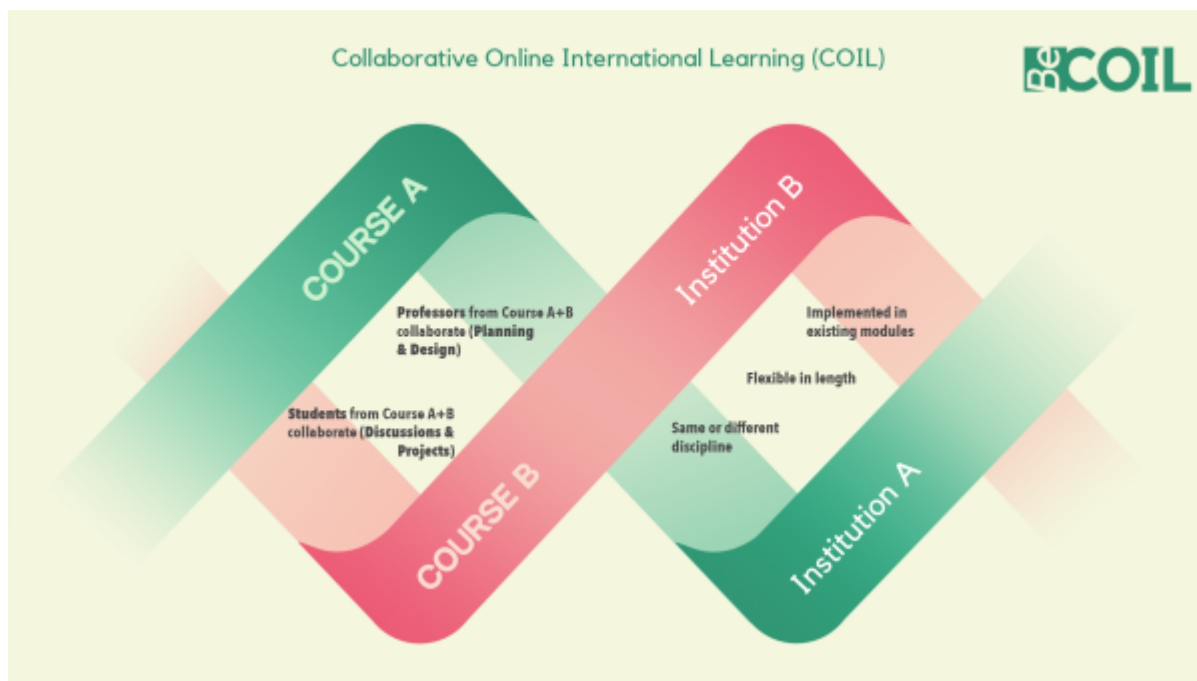 Collaborative Online International Learning (COIL)
BeCOIL
COURSE A
Institution B
Professors from Course A+B
collaborate (Planning
& Design)
Students from Course A+B
collaborate (Discussions &
Projects)
Implemented in
existing modules
Flexible in length
Same or different
discipline
COURSE B
Institution A